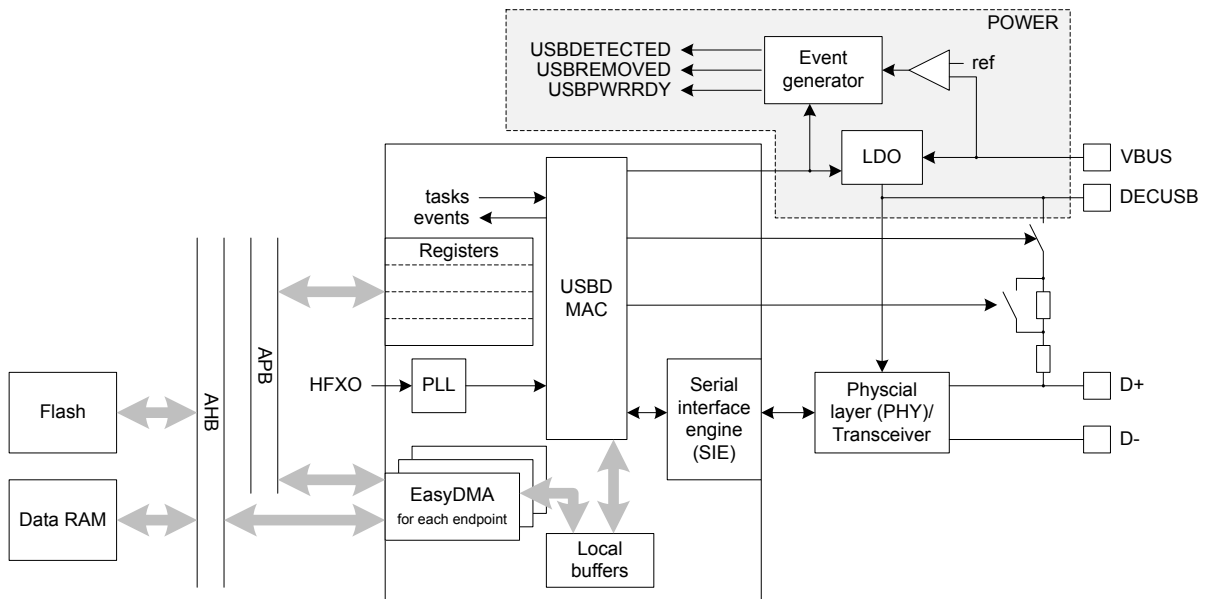 POWER
USBDETECTED
USBREMOVED
USBPWRRDY
Event
generator
ref
LDO
VBUS
DECUSB
tasks
events
Registers
USBD
MAC
APB
AHB
HFXO
PLL
Flash
Data RAM
Serial
interface
engine
(SIE)
Physcial
layer (PHY)/
Transceiver
D+
D-
EasyDMA
for each endpoint
Local
buffers